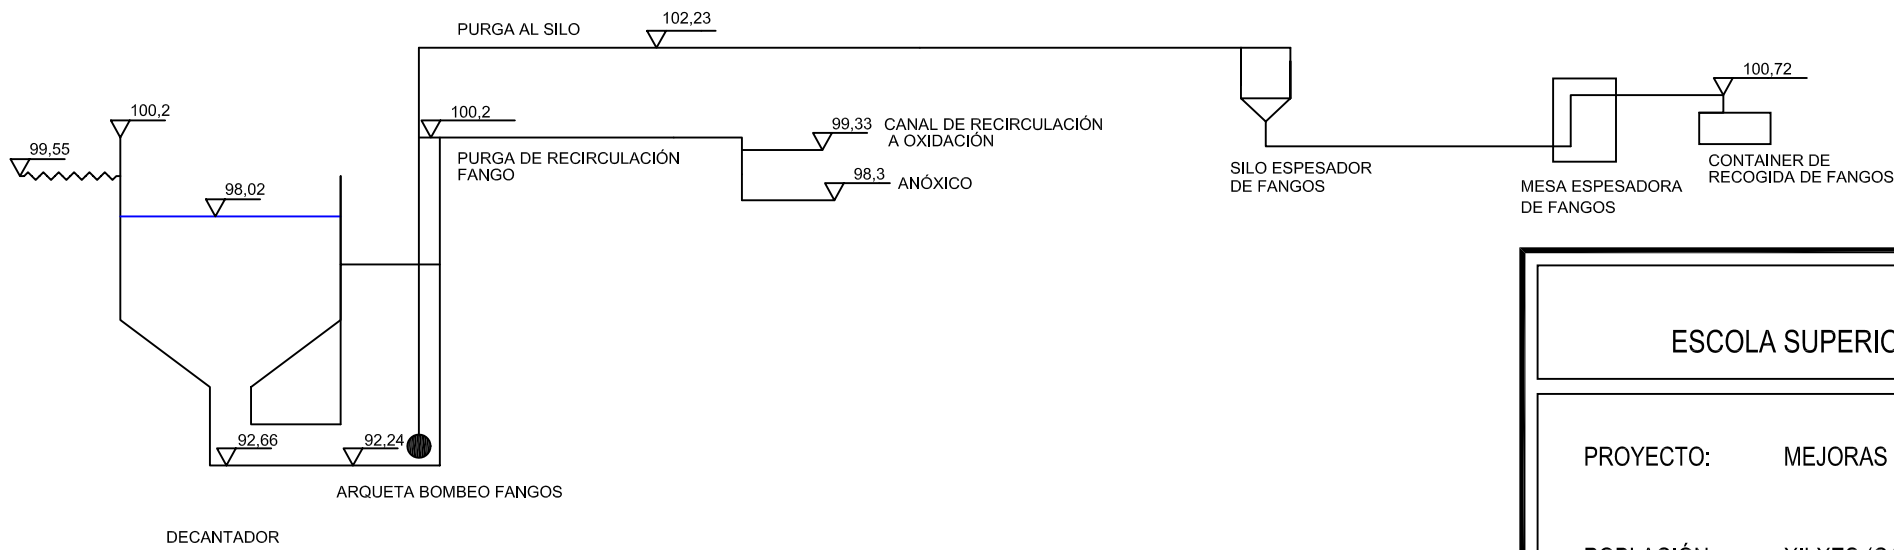 102,23
PURGA AL SILO
100,2
100,2
99,55
98,02
PURGA DE RECIRCULACIÓN
FANGO
99,33
CANAL DE RECIRCULACIÓN
A OXIDACIÓN
98,3
ANÓXICO
SILO ESPESADOR
DE FANGOS
100,72
CONTAINER DE
RECOGIDA DE FANGOS
MESA ESPESADORA
DE FANGOS
92,66
92,24
ARQUETA BOMBEO FANGOS
DECANTADOR
ESCOLA SUPERIO
PROYECTO: MEJORAS